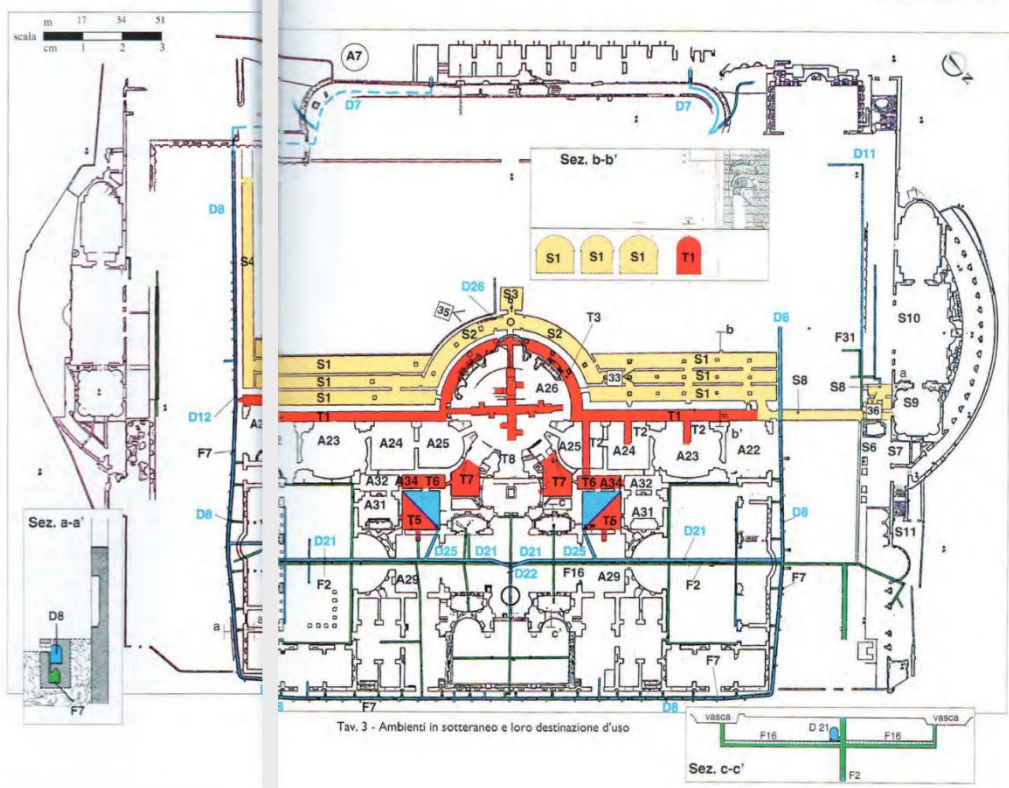 m 17 34 51
scala
cm 1 2 3
A7
N
D7 D7
Sez. b-b'
D11
S1 S1 S1 T1
D8
S4
D26
S3
35
S2 S2
T3
D8
S10
b
F31
S1 S1
S1 33 S1
S1 S1
A26
S8 S8 a
S9
36
D12
T1 T1
b'
A2 A23 A24 A25 T8 A25 T2 A24 T2 T2 A23 A22
S6 S7
F7
A32 A34 T6 T7 T7 T6 A34 A32
c
A31 T5 T5 A31
Sez. a-a'
D8
D21 D25 D21 D21 D25 D21
D8
S11
F2 D22 F16 A29 F2
A29
F7
D8
a a
c'
F7
F7
D8 D8
F7
Tav. 3 - Ambienti in sotteraneo e loro destinazione d'uso
vasca vasca
F16 D 21 F16
Sez. c-c'
F2